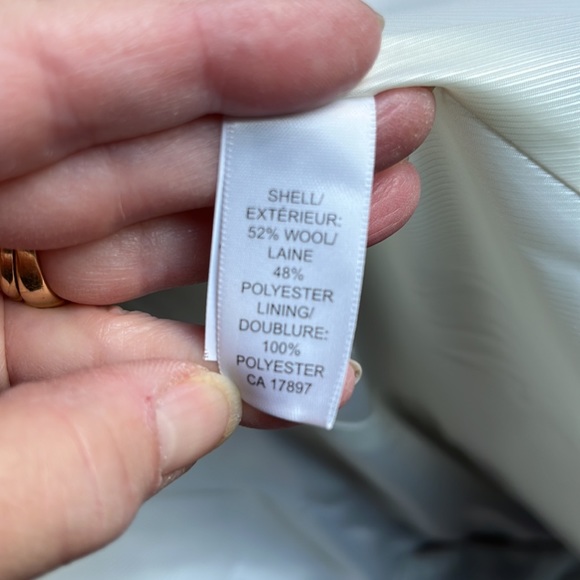 SHELL/
EXTÉRIEUR:
52% WOOL/
LAINE
48%
POLYESTER
LINING/
DOUBLURE:
100%
POLYESTER
CA 17897